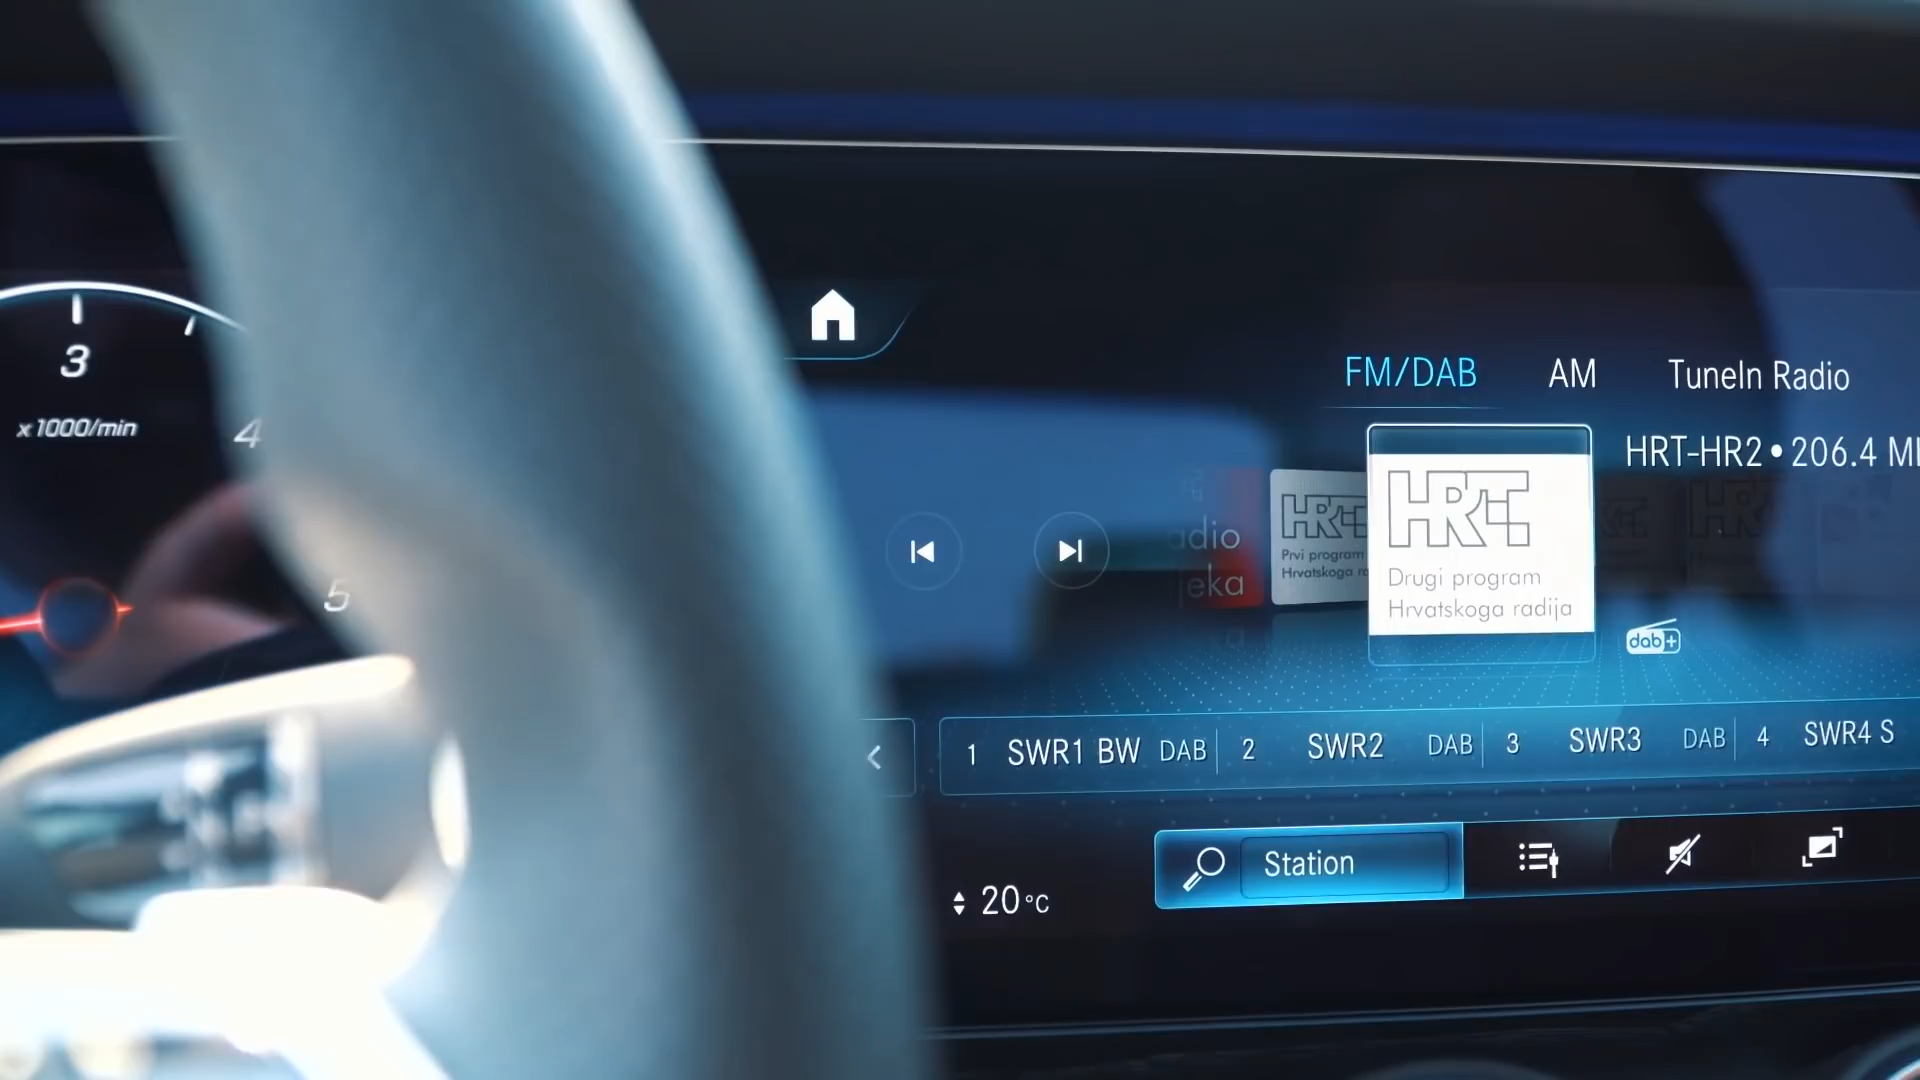 3
x1000/min
4
5
FM/DAB AM TuneIn Radio
HRT-HR2 • 206.4
adio
jeka
HRT
Prvi program
Hrvatskoga
HRT
Drugi program
Hrvatskoga radija
dab+
1 SWR1 BW DAB 2 SWR2 DAB 3 SWR3 DAB 4 SWR4 S
Station
20 °C